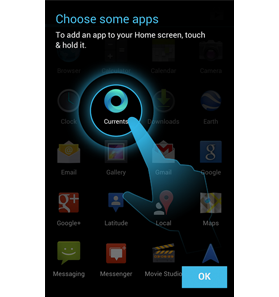 Choose some apps
To add an app to your Home screen, touch
& hold it.
Browser Calendar Camera
Clock Currents Downloads Earth
Email Gallery Gmail Google
Google+ Latitude Local Maps
Messaging Messenger Movie Studio
OK